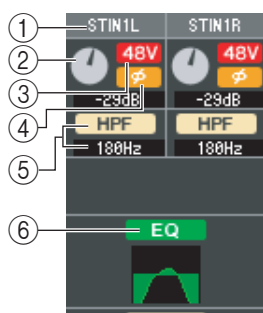 ① STIN1L STIN1R
② 48V 48V
③ ø ø
④ -29dB -29dB
⑤ HPF HPF
180Hz 180Hz
⑥ EQ